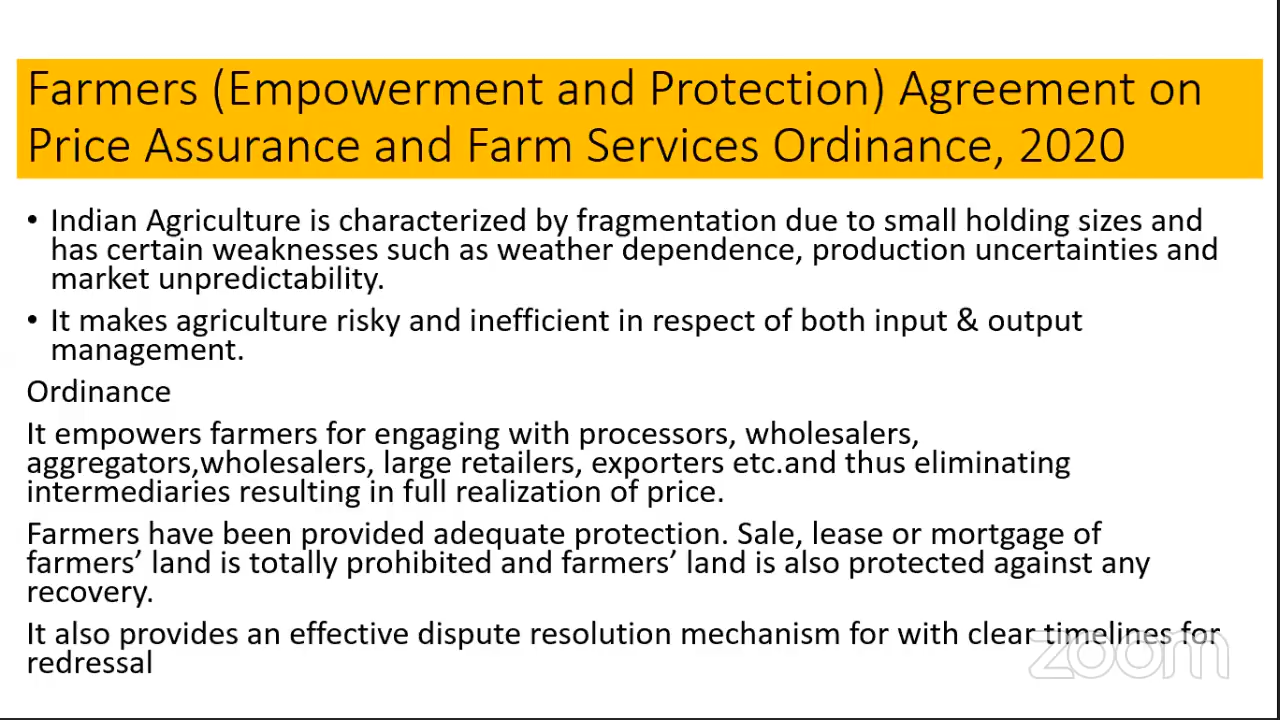 Farmers (Empowerment and Protection) Agreement on
Price Assurance and Farm Services Ordinance, 2020
• Indian Agriculture is characterized by fragmentation due to small holding sizes and
has certain weaknesses such as weather dependence, production uncertainties and
market unpredictability.
• It makes agriculture risky and inefficient in respect of both input & output
management.
Ordinance
It empowers farmers for engaging with processors, wholesalers,
aggregators,wholesalers, large retailers, exporters etc.and thus eliminating
intermediaries resulting in full realization of price.
Farmers have been provided adequate protection. Sale, lease or mortgage of
farmers’ land is totally prohibited and farmers’ land is also protected against any
recovery.
It also provides an effective dispute resolution mechanism for with clear timelines for
redressal
zoom